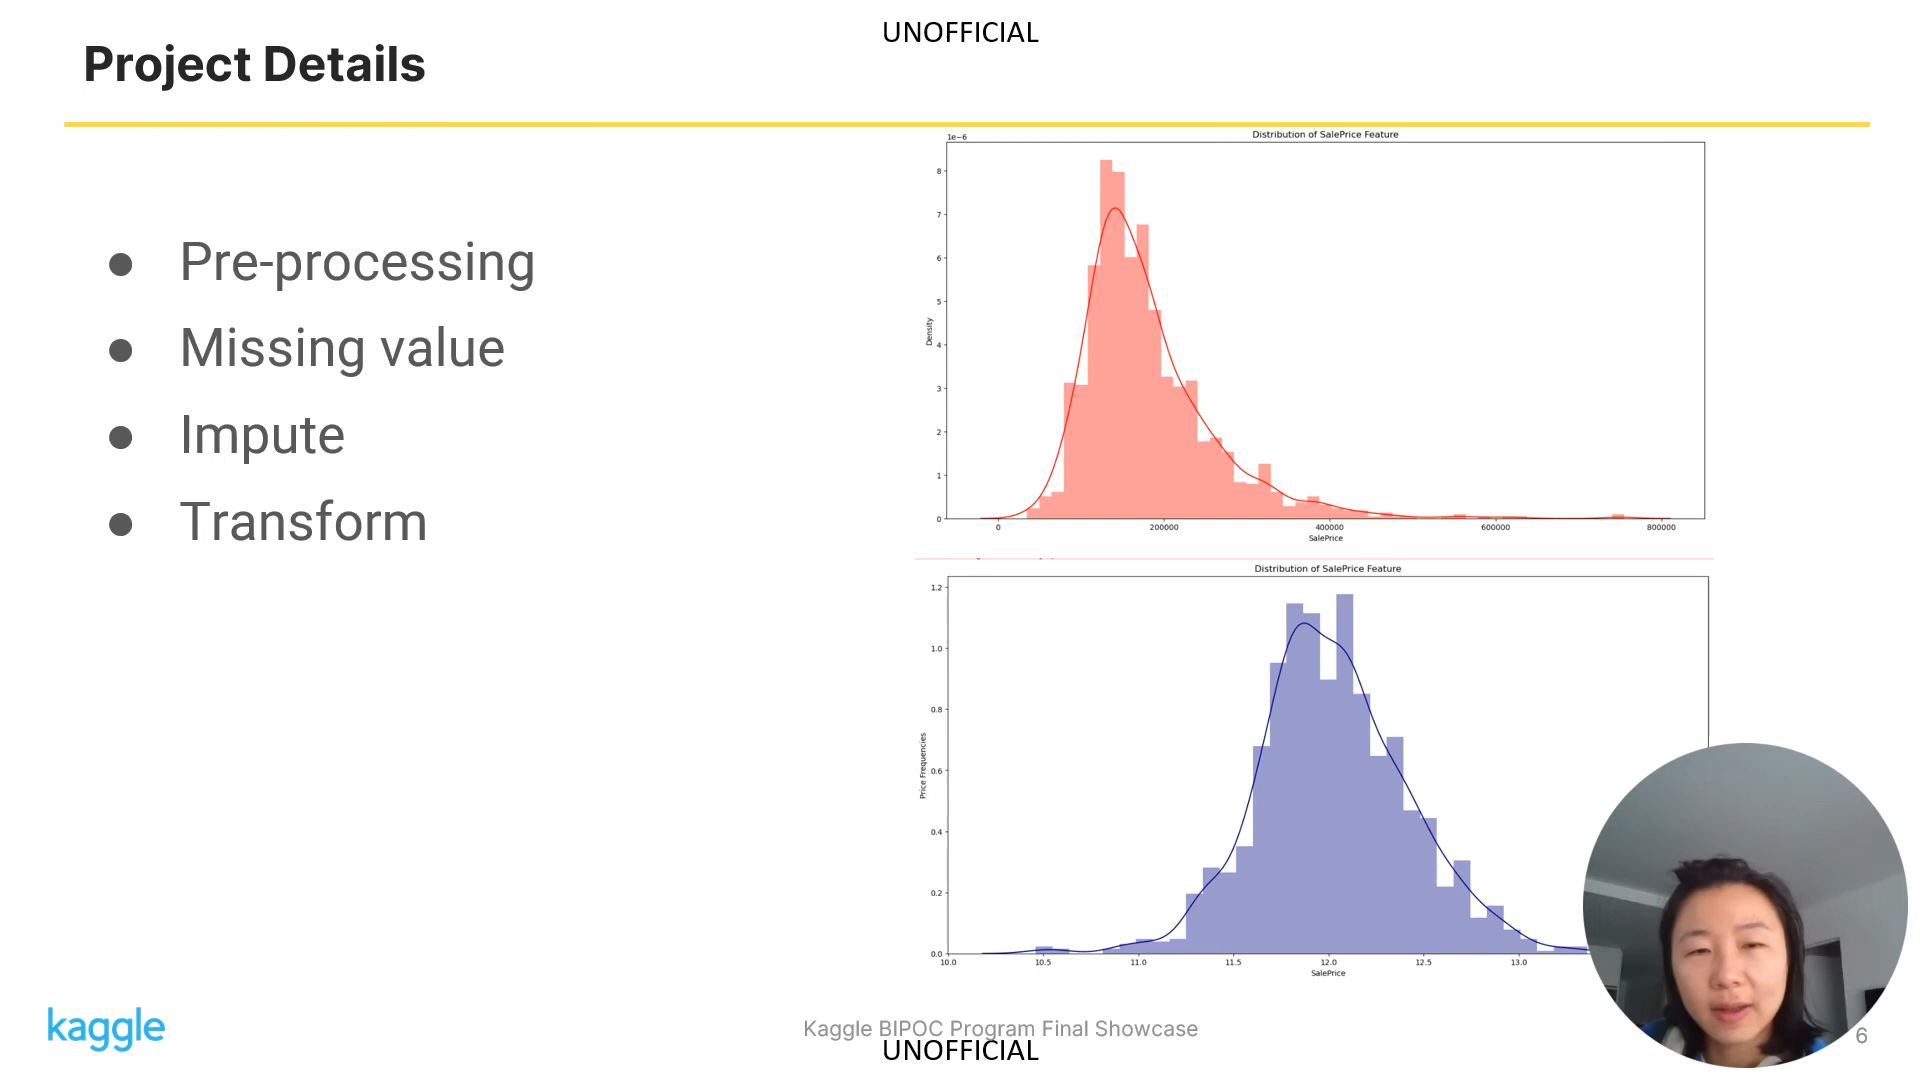 UNOFFICIAL
Project Details
Pre-processing
Missing value
Impute
Transform
Distribution of SalePrice Feature
1e−6
8
7
6
5
4
3
2
1
0
Density
0 200000 400000 600000 800000
SalePrice
Distribution of SalePrice Feature
1.2
1.0
0.8
0.6
0.4
0.2
0.0
Price Frequencies
10.0 10.5 11.0 11.5 12.0 12.5 13.0
SalePrice
kaggle
Kaggle BIPOC Program Final Showcase
UNOFFICIAL
6